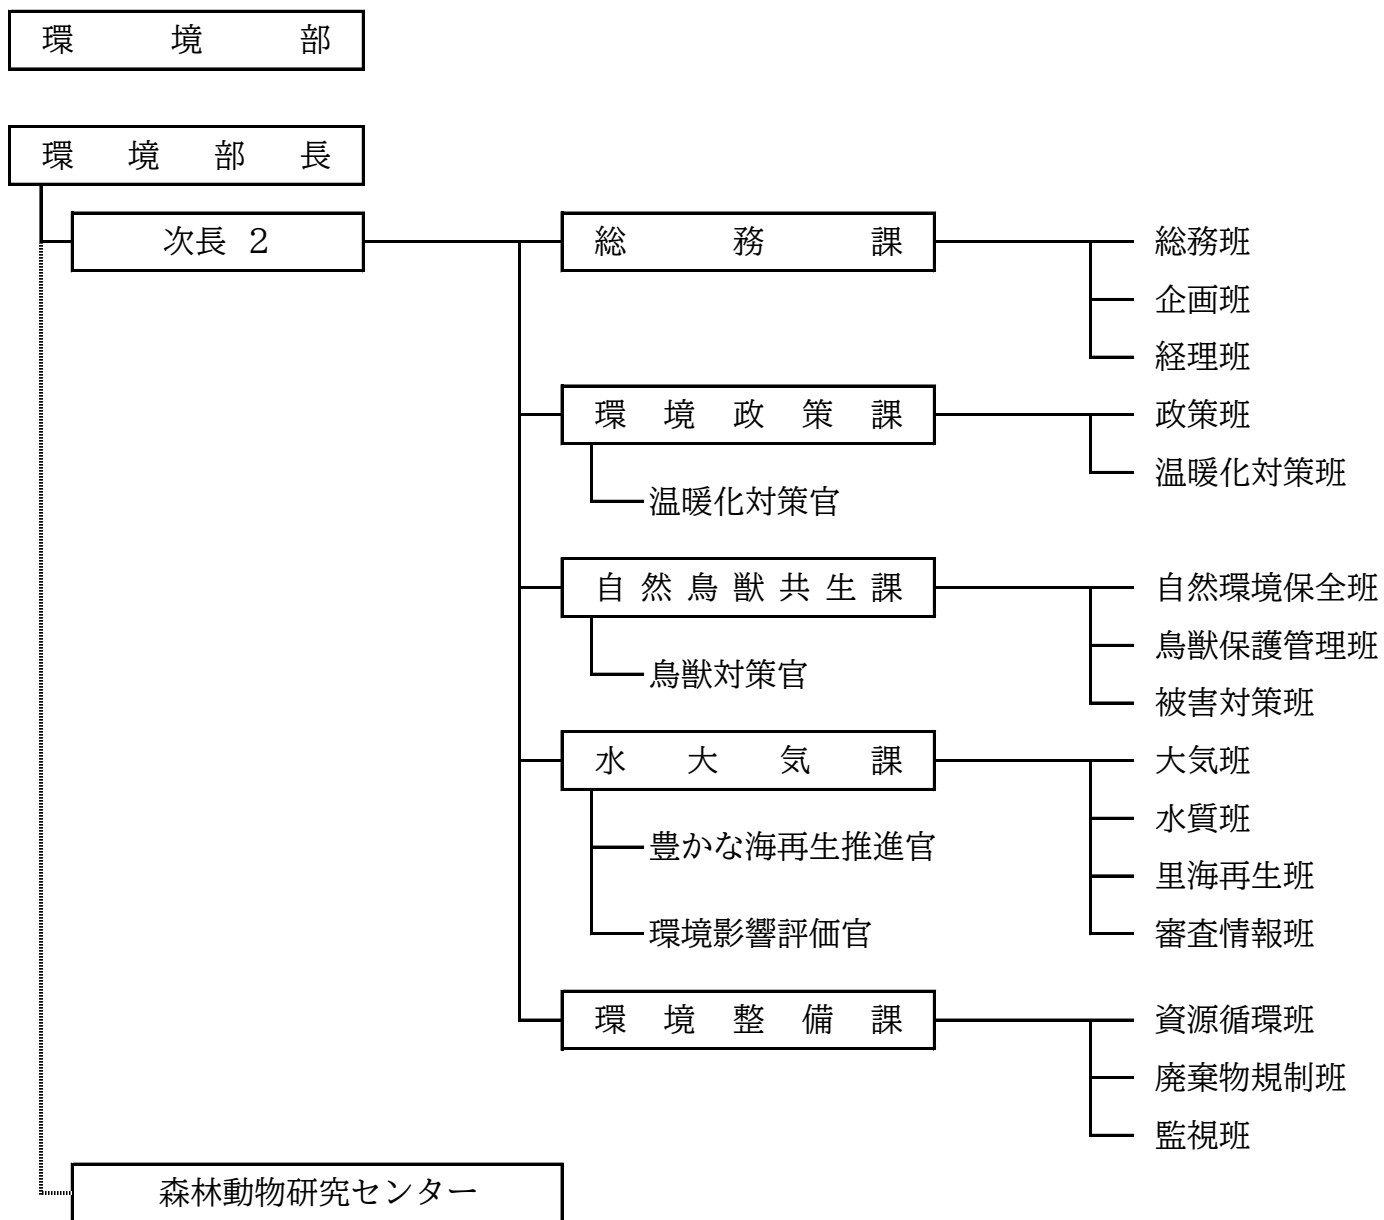 環境部
環境部長
次長 2
総務課
総務班
企画班
経理班
環境政策課
政策班
温暖化対策班
温暖化対策官
自然鳥獣共生課
自然環境保全班
鳥獣保護管理班
鳥獣対策官
被害対策班
水大気課
大気班
水質班
豊かな海再生推進官
里海再生班
環境影響評価官
審査情報班
環境整備課
資源循環班
廃棄物規制班
監視班
森林動物研究センター